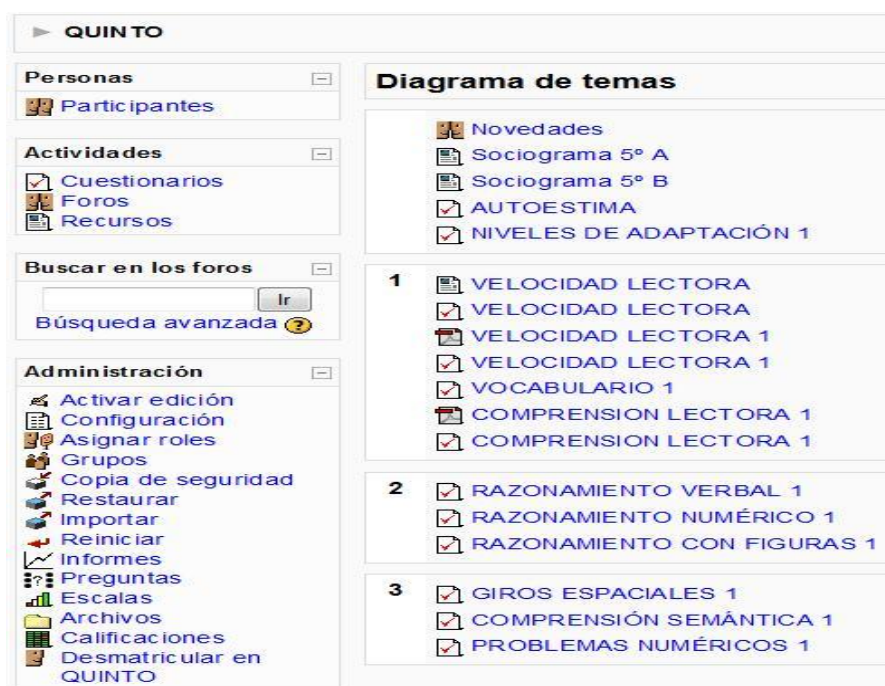 QUINTO
Personas
Participantes
Actividades
Cuestionarios
Foros
Recursos
Buscar en los foros
Ir
Búsqueda avanzada ?
Administración
Activar edición
Configuración
Asignar roles
Grupos
Copia de seguridad
Restaurar
Importar
Reiniciar
Informes
Preguntas
Escalas
Archivos
Calificaciones
Desmatricular en
QUINTO
Diagrama de temas
Novedades
Sociograma 5º A
Sociograma 5º B
AUTOESTIMA
NIVELES DE ADAPTACIÓN 1
1
VELOCIDAD LECTORA
VELOCIDAD LECTORA
VELOCIDAD LECTORA 1
VELOCIDAD LECTORA 1
VOCABULARIO 1
COMPRENSION LECTORA 1
COMPRENSION LECTORA 1
2
RAZONAMIENTO VERBAL 1
RAZONAMIENTO NUMÉRICO 1
RAZONAMIENTO CON FIGURAS 1
3
GIROS ESPACIALES 1
COMPRENSIÓN SEMÁNTICA 1
PROBLEMAS NUMÉRICOS 1